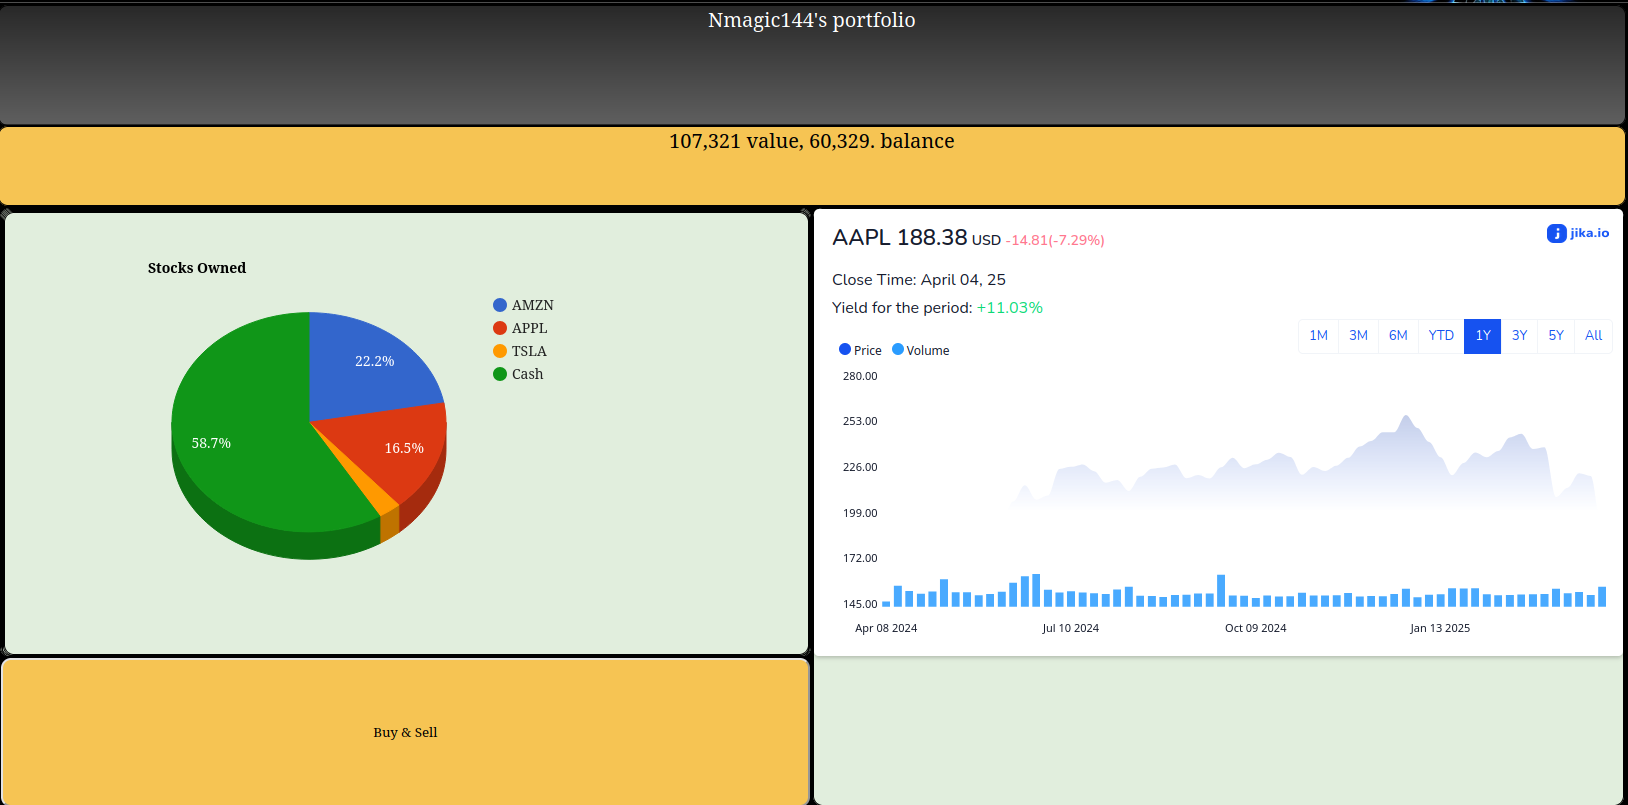 Nmagic144's portfolio
107,321 value, 60,329. balance
Stocks Owned
AMZN
APPL
TSLA
Cash
22.2%
16.5%
58.7%
Buy & Sell
AAPL 188.38 USD -14.81(-7.29%)
jika.io
Close Time: April 04, 25
Yield for the period: +11.03%
1M 3M 6M YTD 1Y 3Y 5Y All
Price Volume
280.00
253.00
226.00
199.00
172.00
145.00
Apr 08 2024 Jul 10 2024 Oct 09 2024 Jan 13 2025